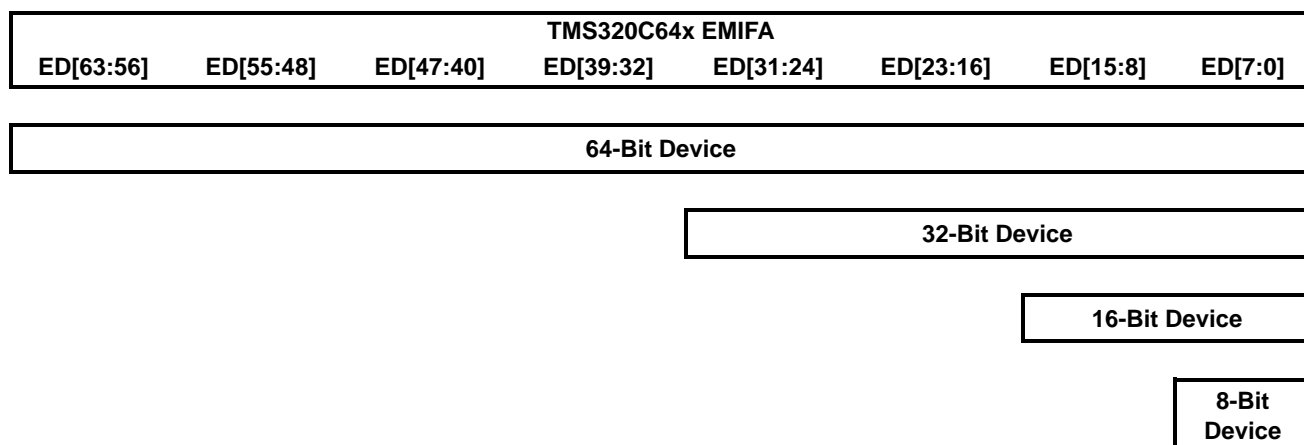 TMS320C64x EMIFA
ED[63:56] ED[55:48] ED[47:40] ED[39:32] ED[31:24] ED[23:16] ED[15:8] ED[7:0]
64-Bit Device
32-Bit Device
16-Bit Device
8-Bit
Device